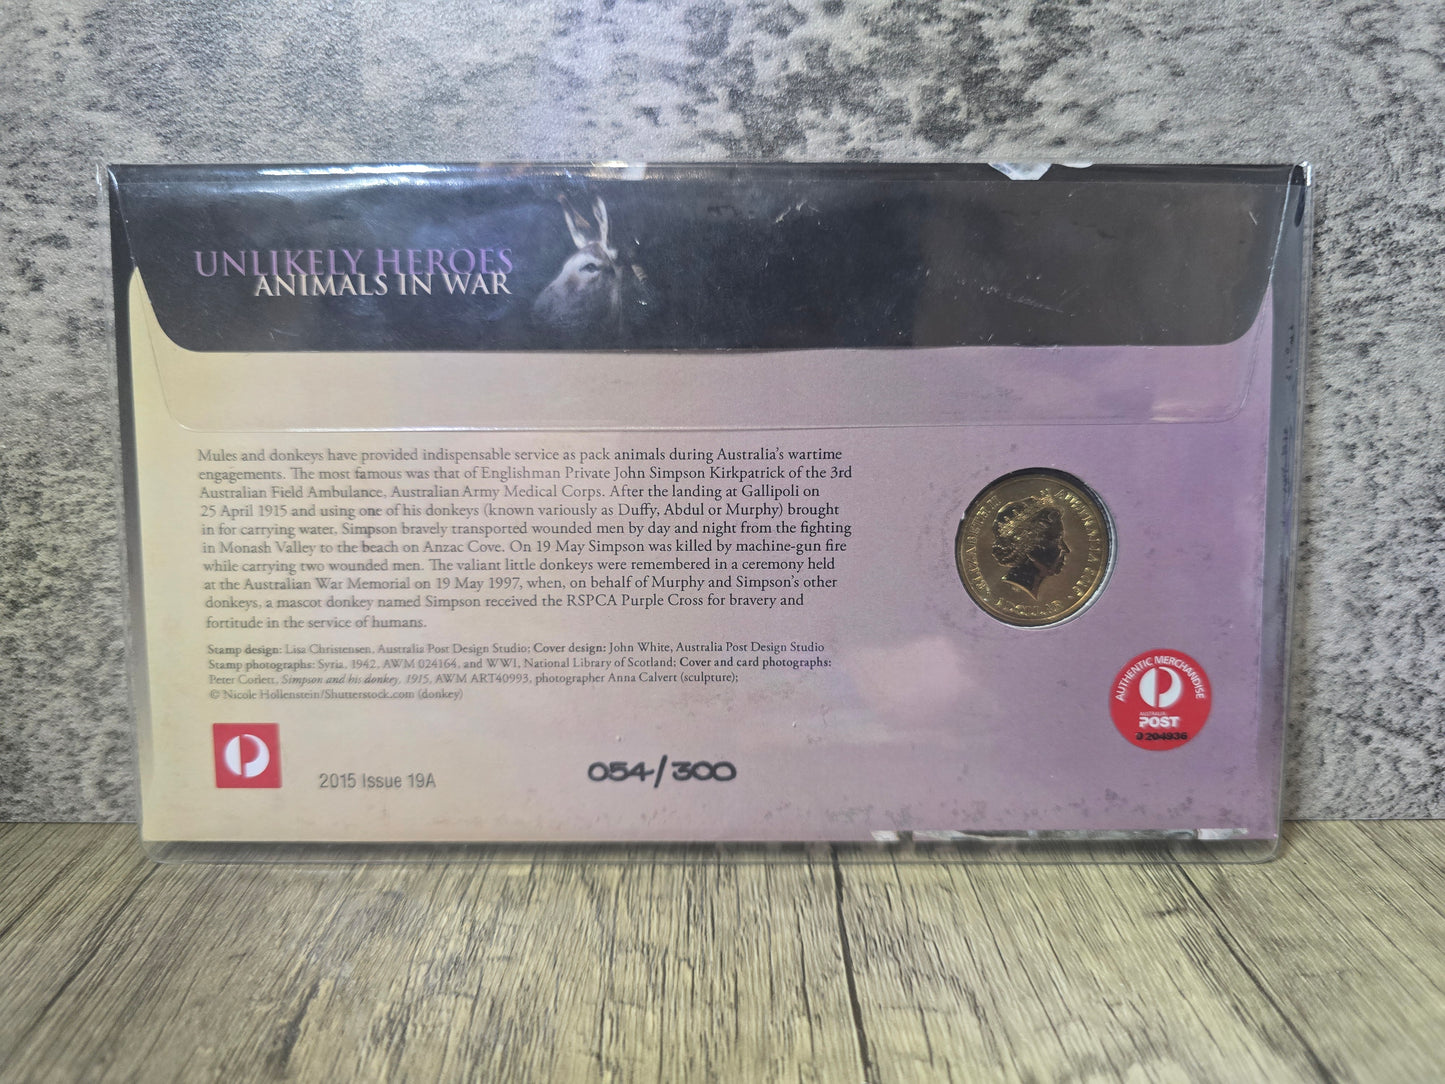 UNLIKELY HEROES
ANIMALS IN WAR
Mules and donkeys have provided indispensable service as pack animals during Australia's wartime
engagements. The most famous was that of Englishman Private John Simpson Kirkpatrick of the 3rd
Australian Field Ambulance, Australian Army Medical Corps. After the landing at Gallipoli on
25 April 1915 and using one of his donkeys (known variously as Duffy, Abdul or Murphy) brought
in for carrying water, Simpson bravely transported wounded men by day and night from the fighting
in Monash Valley to the beach on Anzac Cove. On 19 May Simpson was killed by machine-gun fire
while carrying two wounded men. The valiant little donkeys were remembered in a ceremony held
at the Australian War Memorial on 19 May 1997, when, on behalf of Murphy and Simpson's other
donkeys, a mascot donkey named Simpson received the RSPCA Purple Cross for bravery and
fortitude in the service of humans.
Stamp design: Lisa Christensen, Australia Post Design Studio; Cover design: John White, Australia Post Design Studio
Stamp photographs: Syria, 1942, AWM 024164, and WWI, National Library of Scotland; Cover and card photographs:
Peter Corlett, Simpson and his donkey, 1915, AWM ART40993, photographer Anna Calvert (sculpture);
© Nicole Hollenstein/Shutterstock.com (donkey)
ELIZABETH II
AUSTRALIA
1 DOLLAR
AUTHENTIC MERCHANDISE
AUSTRALIA
POST
204936
2015 Issue 19A
054/300